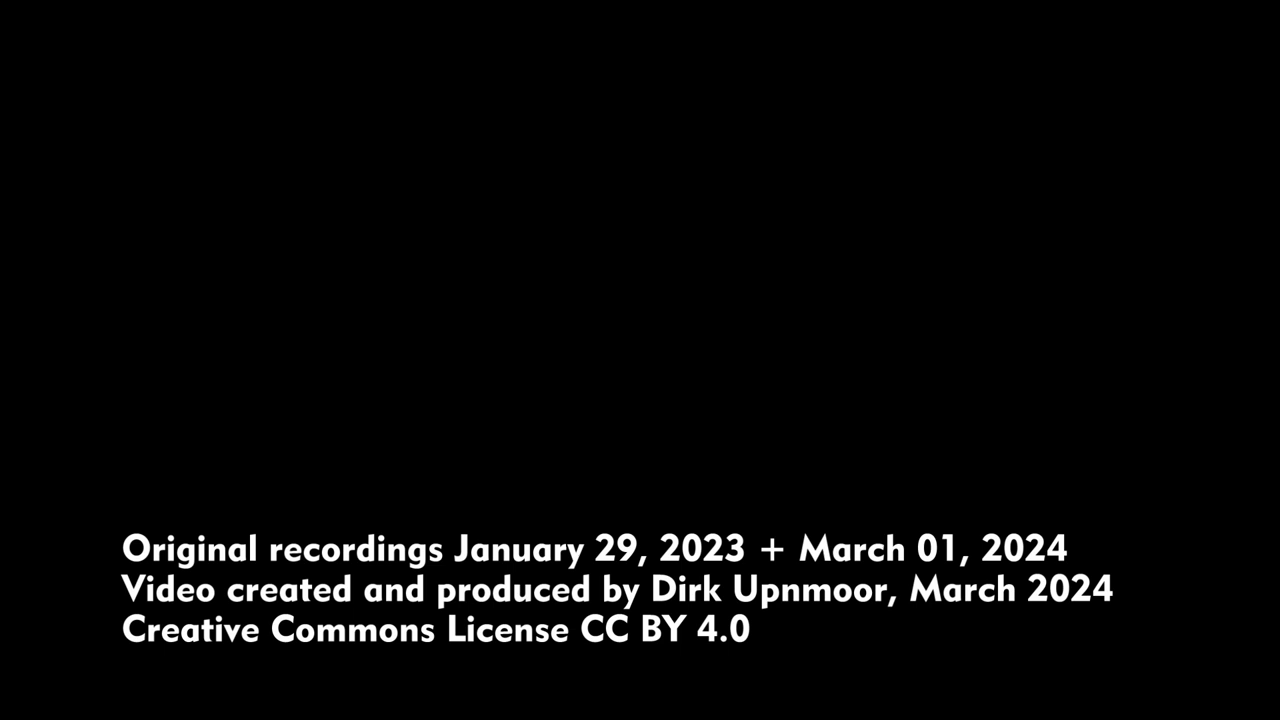 Original recordings January 29, 2023 + March 01, 2024
Video created and produced by Dirk Upnmoor, March 2024
Creative Commons License CC BY 4.0